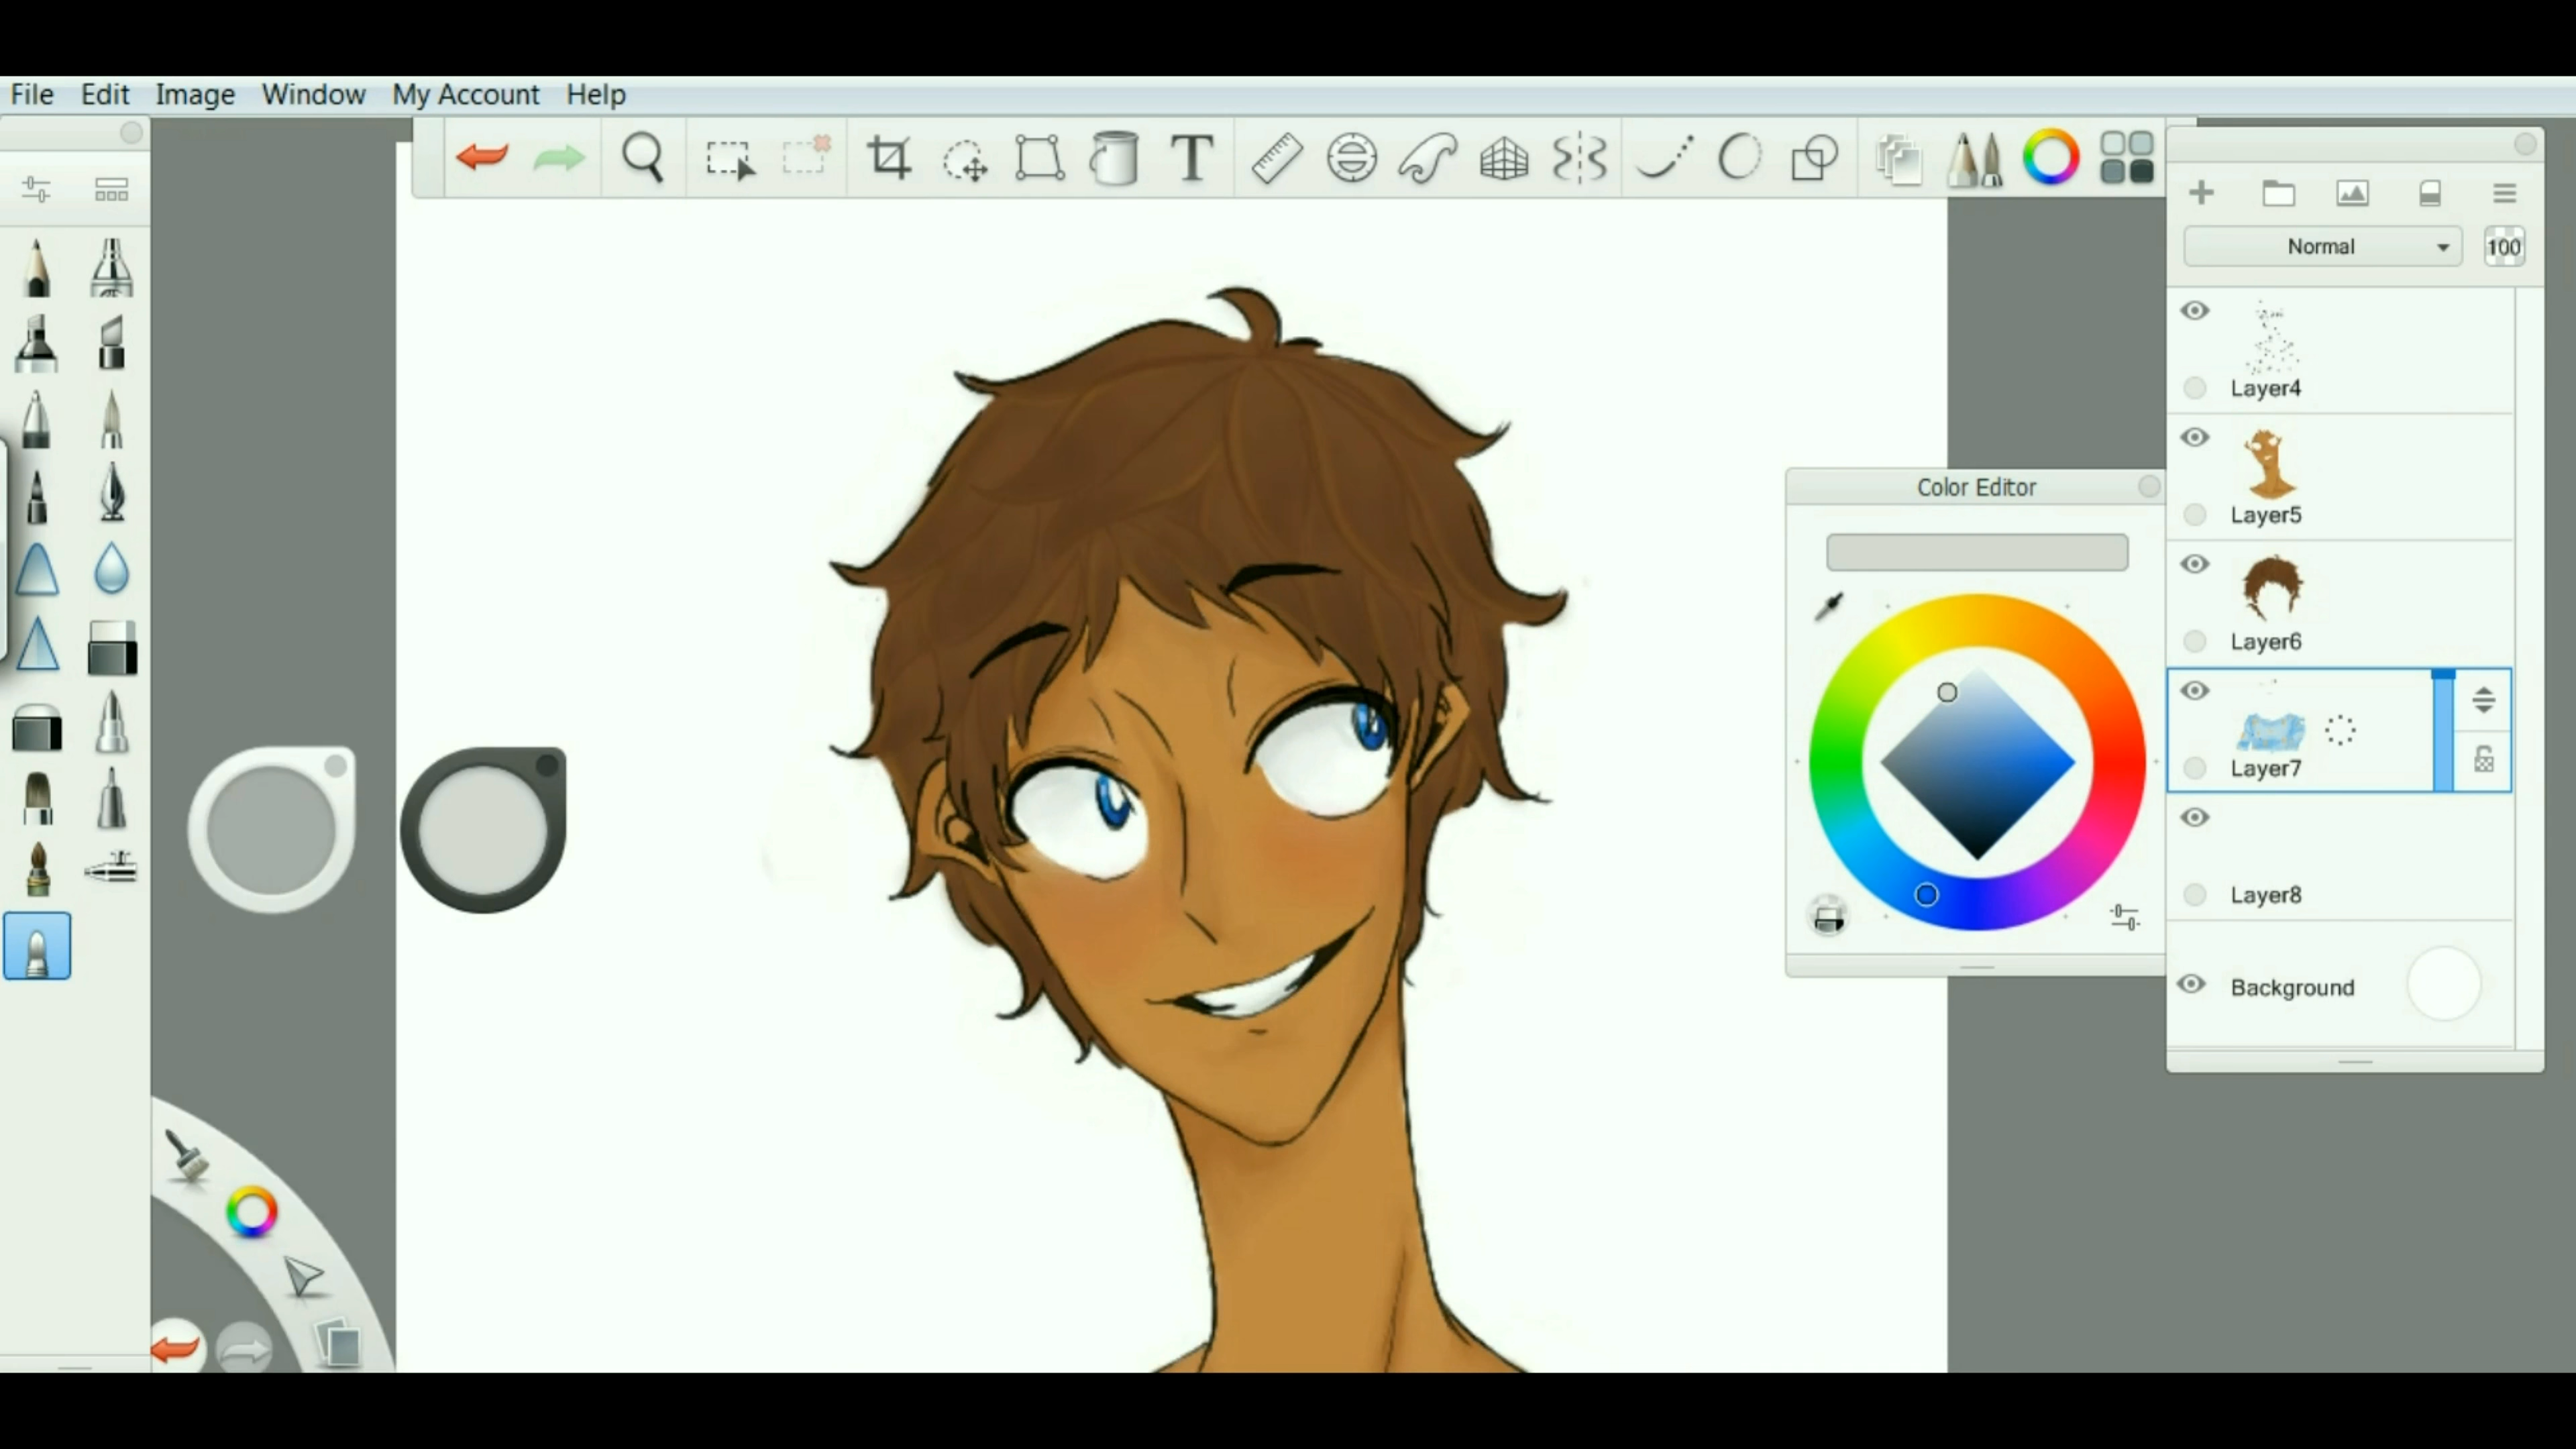 File Edit Image Window My Account Help
T
Normal 100
Layer4
Color Editor
Layer5
Layer6
Layer7
Layer8
Background